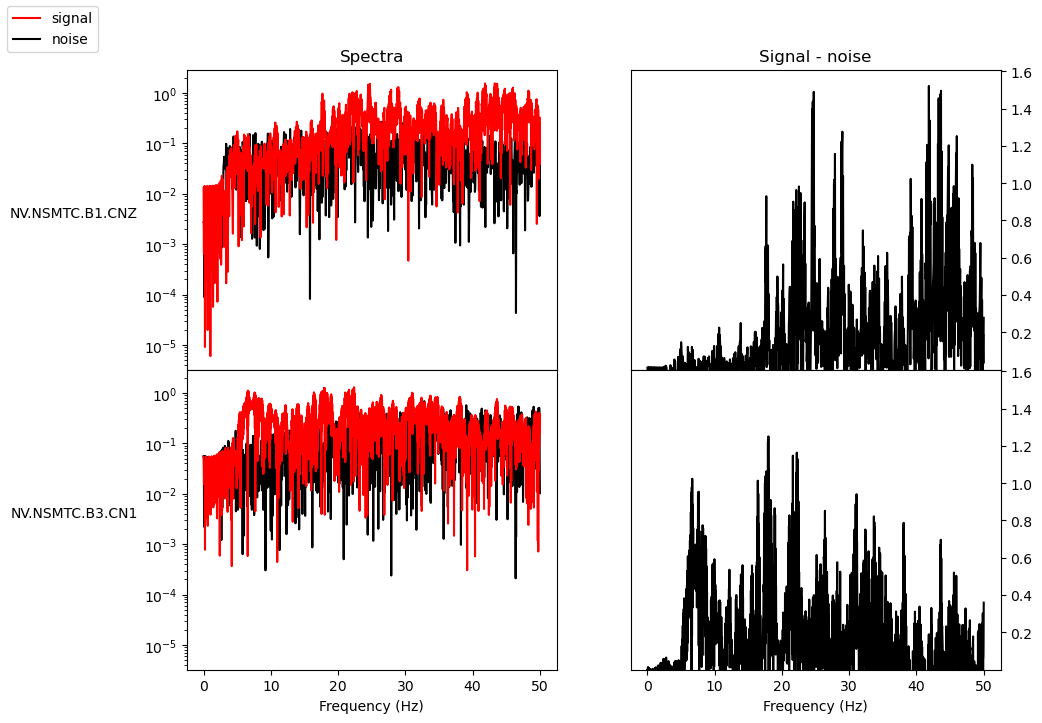 signal
noise
Spectra
Signal - noise
10⁰
10⁻¹
10⁻²
10⁻³
10⁻⁴
10⁻⁵
NV.NSMTC.B1.CNZ
1.6
1.4
1.2
1.0
0.8
0.6
0.4
0.2
10⁰
10⁻¹
10⁻²
10⁻³
10⁻⁴
10⁻⁵
NV.NSMTC.B3.CN1
1.6
1.4
1.2
1.0
0.8
0.6
0.4
0.2
0 10 20 30 40 50
Frequency (Hz)
0 10 20 30 40 50
Frequency (Hz)